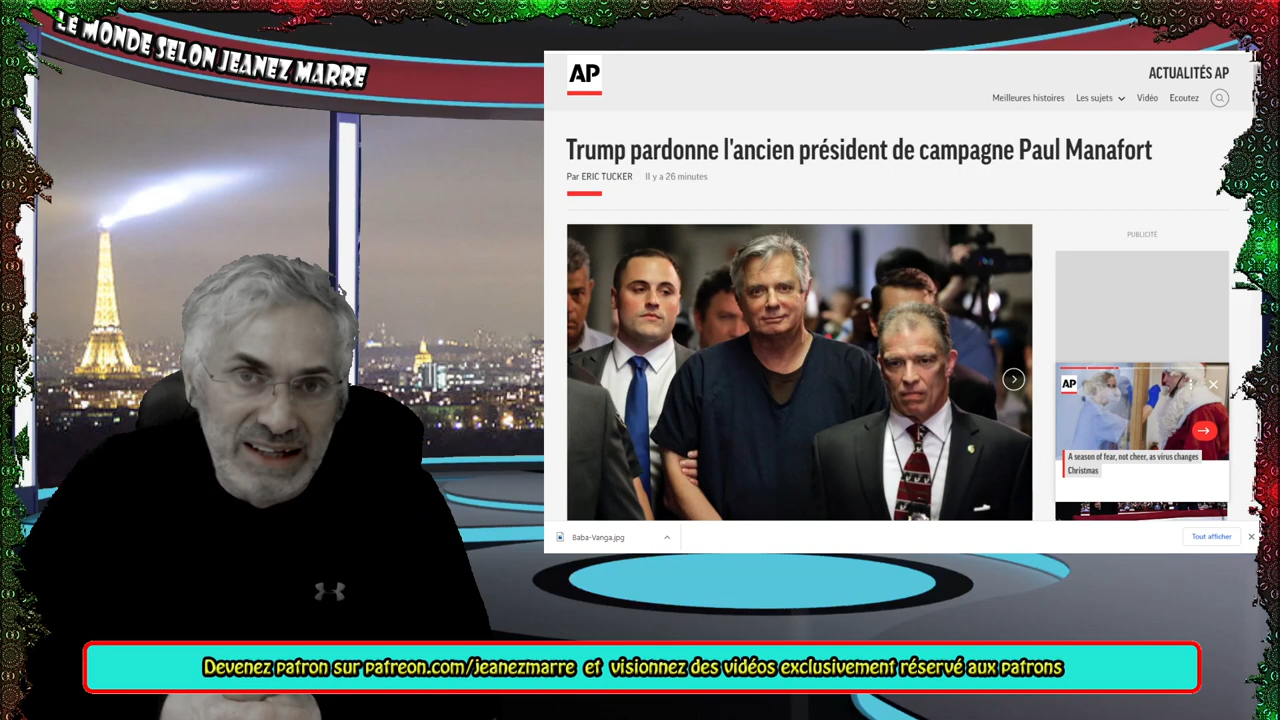 LE MONDE SELON JEANEZ MARRE
AP
ACTUALITÉS AP
Meilleures histoires Les sujets Vidéo Ecoutez
Trump pardonne l'ancien président de campagne Paul Manafort
Par ERIC TUCKER Il y a 26 minutes
PUBLICITÉ
AP
A season of fear, not cheer, as virus changes
Christmas
Baba-Vanga.jpg
Tout afficher
Devenez patron sur patreon.com/jeanezmarre et visionnez des vidéos exclusivement réservé aux patrons